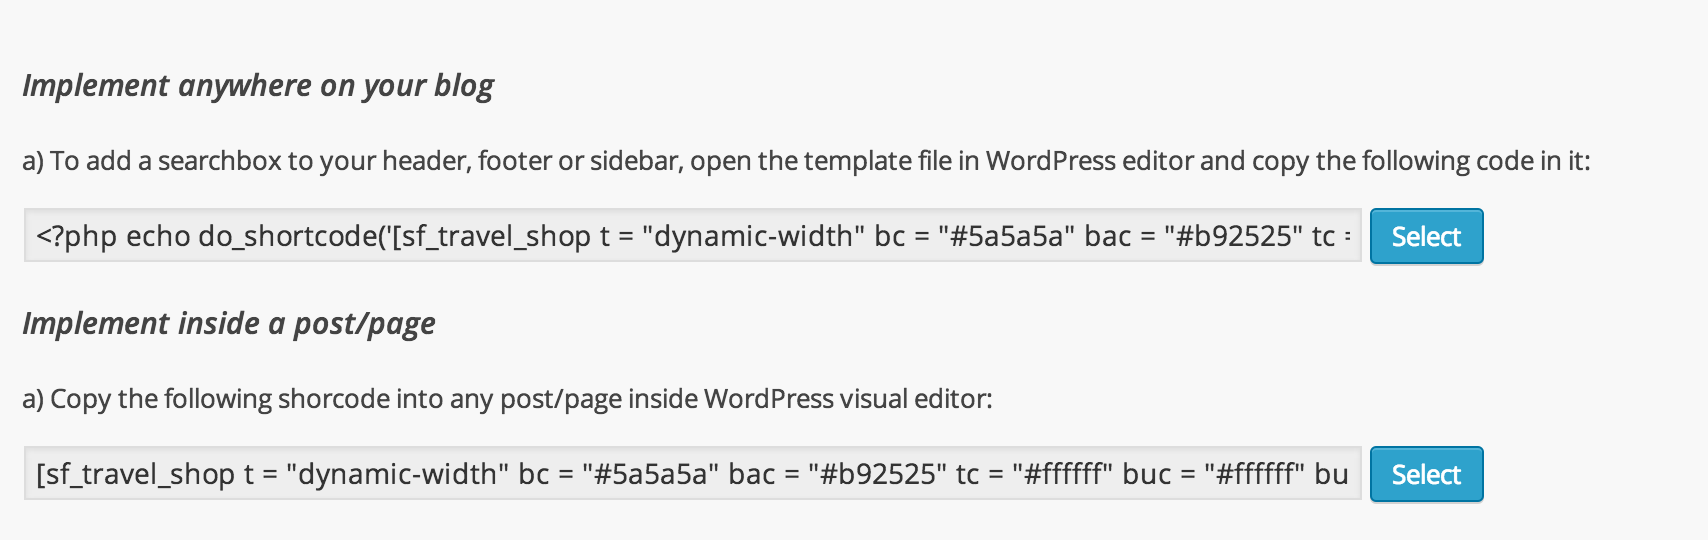 Implement anywhere on your blog
a) To add a searchbox to your header, footer or sidebar, open the template file in WordPress editor and copy the following code in it:
<?php echo do_shortcode('[sf_travel_shop t = "dynamic-width" bc = "#5a5a5a" bac = "#b92525" tc = Select
Implement inside a post/page
a) Copy the following shorcode into any post/page inside WordPress visual editor:
[sf_travel_shop t = "dynamic-width" bc = "#5a5a5a" bac = "#b92525" tc = "#ffffff" buc = "#ffffff" bu Select